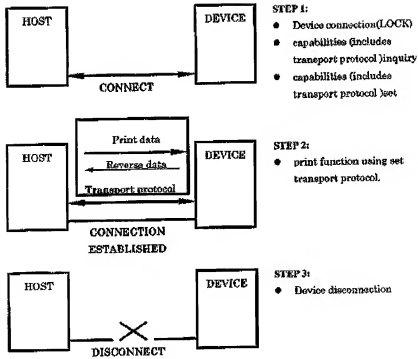 HOST
DEVICE
CONNECT
STEP 1:
● Device connection(LOCK)
● capabilities (includes
transport protocol )inquiry
● capabilities (includes
transport protocol )set
HOST
Print data
Reverse data
Transport protocol
DEVICE
CONNECTION
ESTABLISHED
STEP 2:
● print function using set
transport protocol.
HOST
DEVICE
DISCONNECT
STEP 3:
● Device disconnection